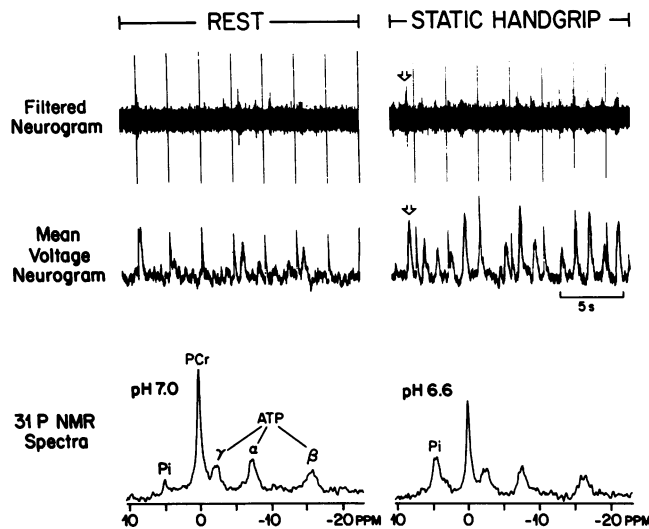 REST
STATIC HANDGRIP
Filtered
Neurogram
Mean
Voltage
Neurogram
5s
31 P NMR
Spectra
pH 7.0
PCr
Pi
ATP
γ
α
β
10 0 -10 -20 PPM
pH 6.6
Pi
10 0 -10 -20 PPM